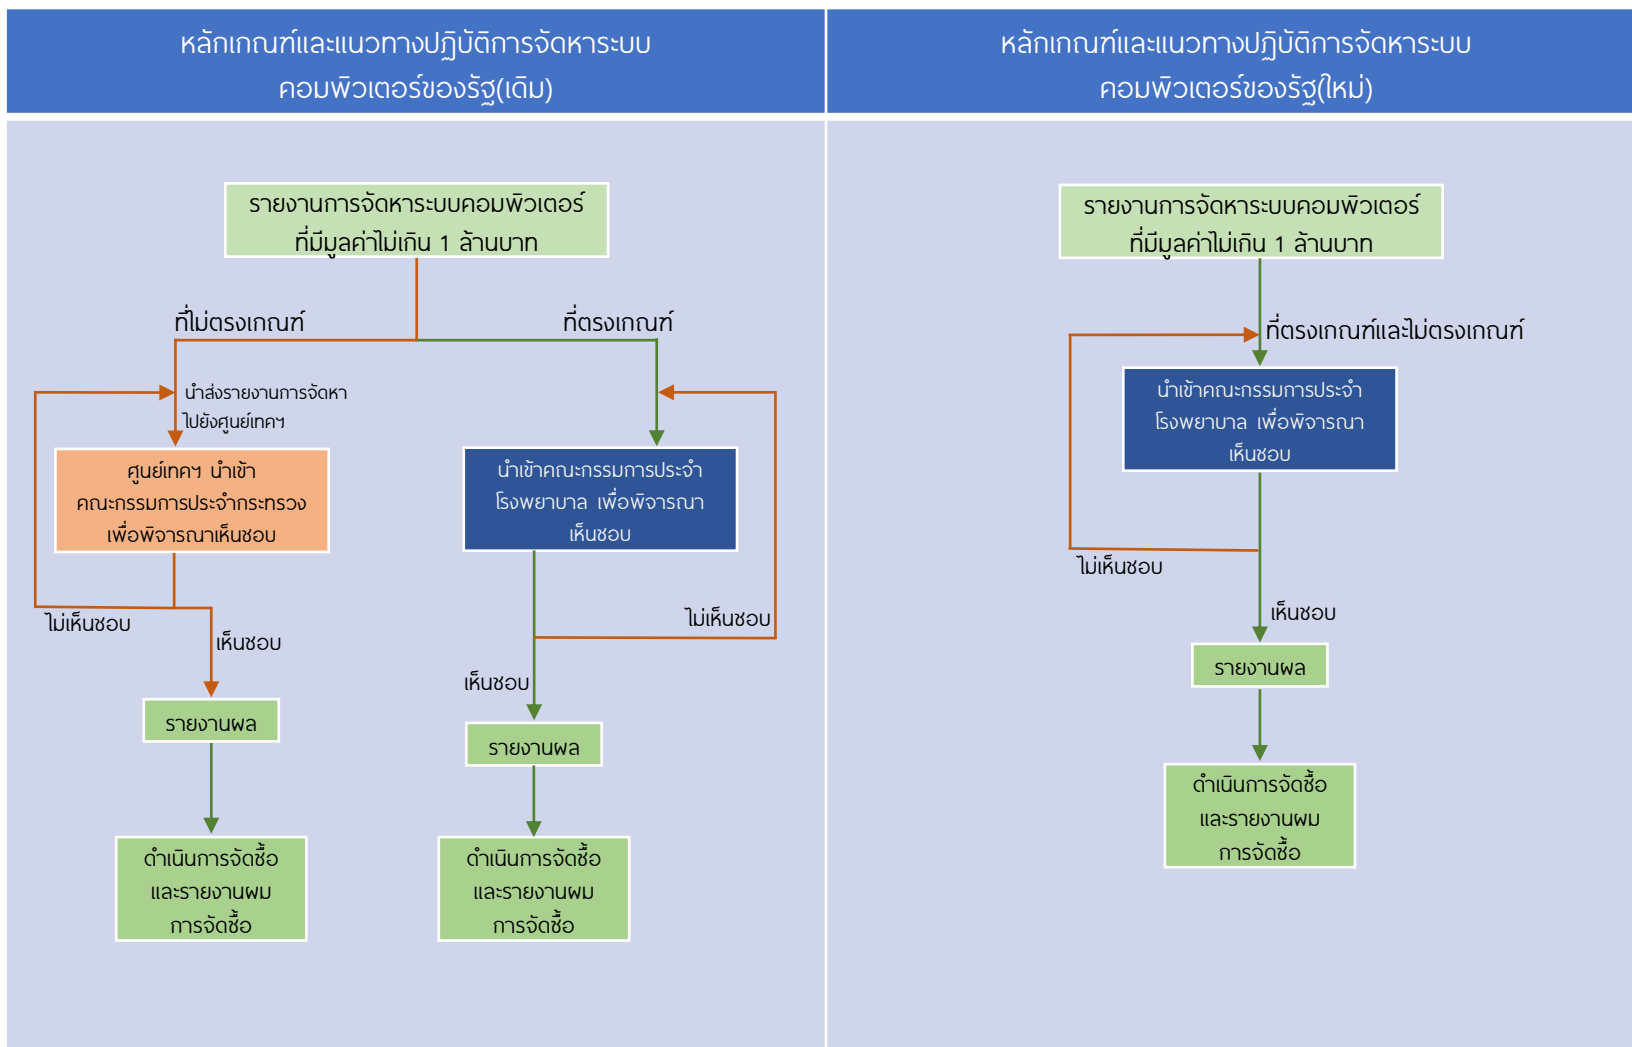 หลักเกณฑ์และแนวทางปฏิบัติการจัดหาระบบ
คอมพิวเตอร์ของรัฐ(เดิม)
รายงานการจัดหาระบบคอมพิวเตอร์
ที่มีมูลค่าไม่เกิน 1 ล้านบาท
ที่ไม่ตรงเกณฑ์
ที่ตรงเกณฑ์
นำส่งรายงานการจัดหา
ไปยังศูนย์เทคฯ
ศูนย์เทคฯ นำเข้า
คณะกรรมการประจำกระทรวง
เพื่อพิจารณาเห็นชอบ
นำเข้าคณะกรรมการประจำ
โรงพยาบาล เพื่อพิจารณา
เห็นชอบ
ไม่เห็นชอบ
เห็นชอบ
ไม่เห็นชอบ
เห็นชอบ
รายงานผล
รายงานผล
ดำเนินการจัดซื้อ
และรายงานผม
การจัดซื้อ
ดำเนินการจัดซื้อ
และรายงานผม
การจัดซื้อ
หลักเกณฑ์และแนวทางปฏิบัติการจัดหาระบบ
คอมพิวเตอร์ของรัฐ(ใหม่)
รายงานการจัดหาระบบคอมพิวเตอร์
ที่มีมูลค่าไม่เกิน 1 ล้านบาท
ที่ตรงเกณฑ์และไม่ตรงเกณฑ์
นำเข้าคณะกรรมการประจำ
โรงพยาบาล เพื่อพิจารณา
เห็นชอบ
ไม่เห็นชอบ
เห็นชอบ
รายงานผล
ดำเนินการจัดซื้อ
และรายงานผม
การจัดซื้อ